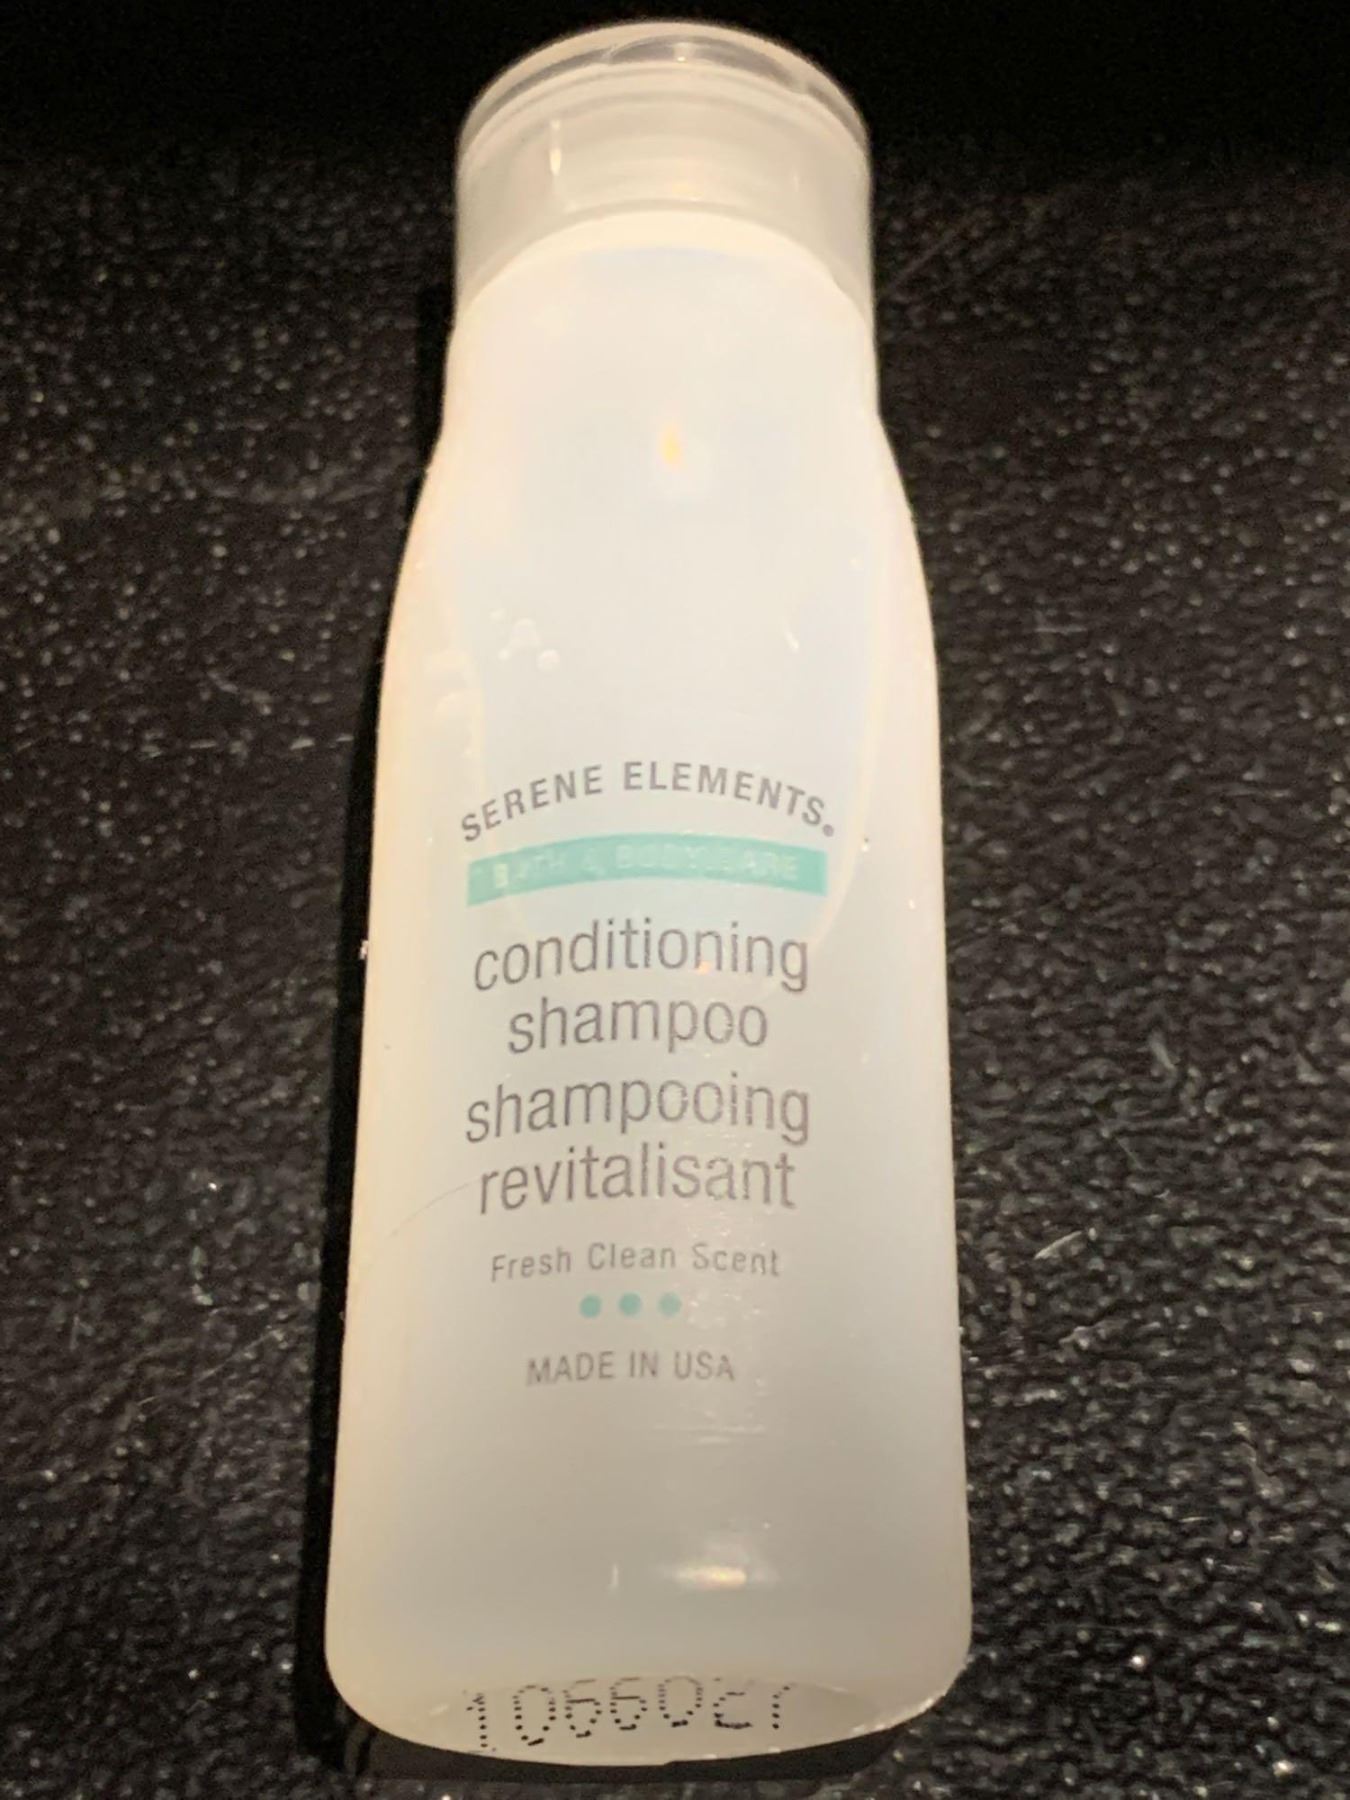 SERENE ELEMENTS®
BATH & BODY CARE
conditioning
shampoo
shampooing
revitalisant
Fresh Clean Scent
MADE IN USA